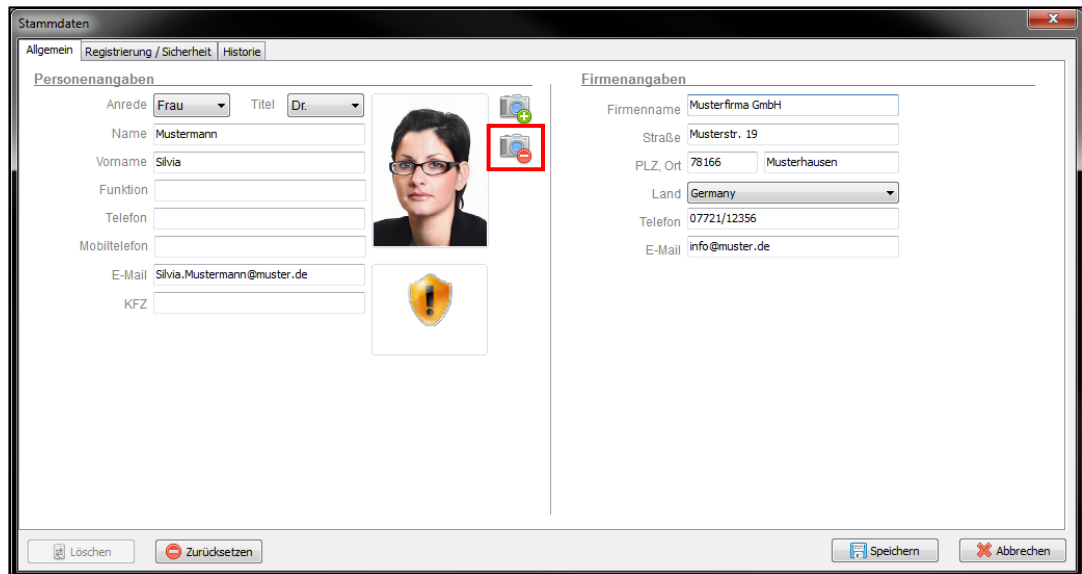 Stammdaten
Allgemein Registrierung / Sicherheit Historie
Personenangaben
Anrede Frau Titel Dr.
Name Mustermann
Vorname Silvia
Funktion
Telefon
Mobiltelefon
E-Mail Silvia.Mustermann@muster.de
KFZ
Firmenangaben
Firmenname Musterfirma GmbH
Straße Musterstr. 19
PLZ, Ort 78166 Musterhausen
Land Germany
Telefon 07721/12356
E-Mail info@muster.de
Löschen Zurücksetzen Speichern Abbrechen